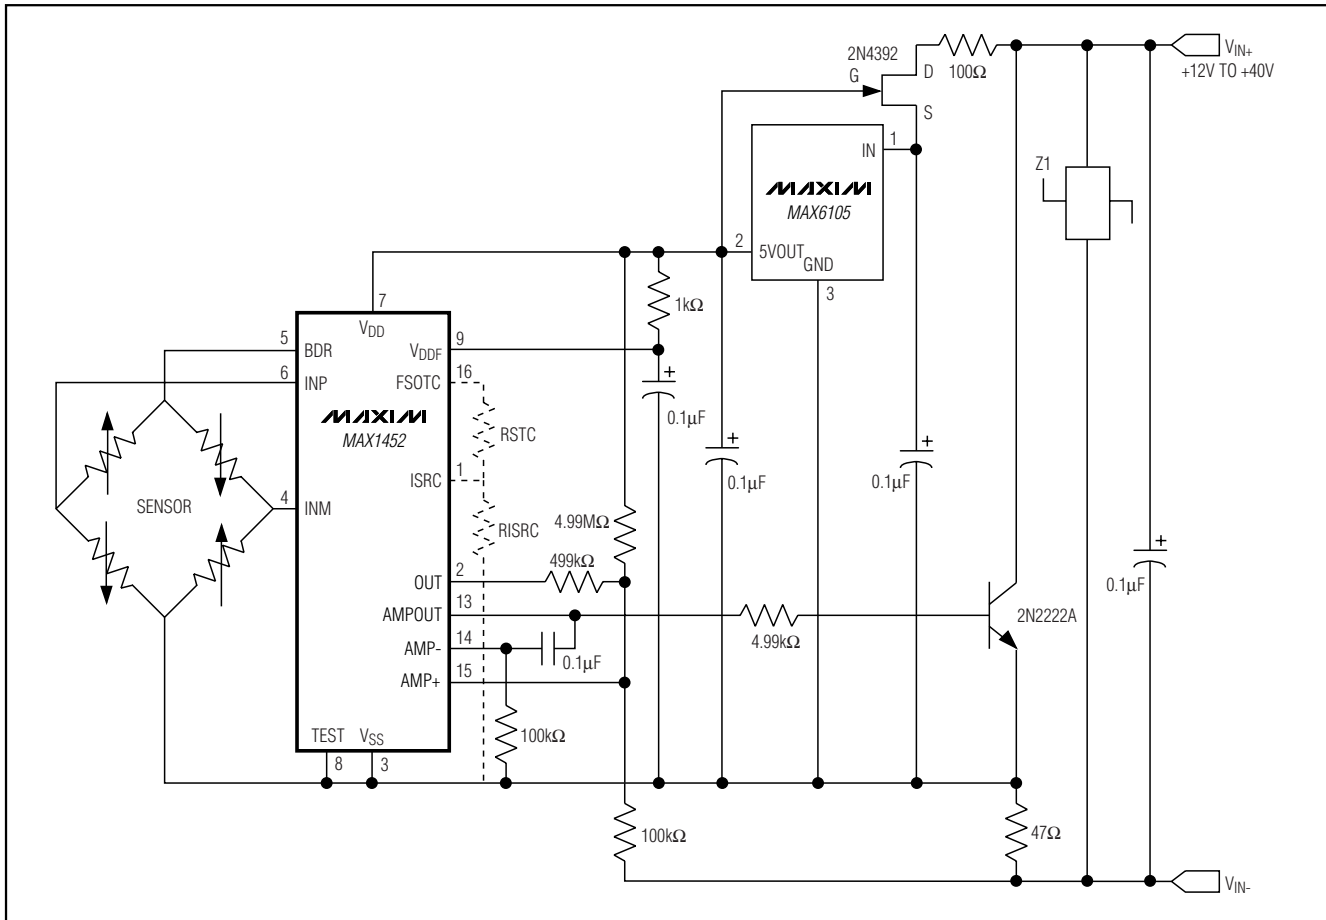 2N4392
G
D
S
100Ω
VIN+
+12V TO +40V
1
IN
MAXIM
MAX6105
Z1
2
5VOUT
GND
3
7
VDD
1kΩ
5
BDR
VDDF
9
6
INP
FSOTC
16
MAXIM
MAX1452
RSTC
+
0.1µF
+
0.1µF
+
0.1µF
ISRC
1
SENSOR
4
INM
RISRC
4.99MΩ
499kΩ
OUT
2
+
0.1µF
AMPOUT
13
4.99kΩ
2N2222A
AMP-
14
0.1µF
AMP+
15
100kΩ
TEST
VSS
8
3
100kΩ
47Ω
VIN-